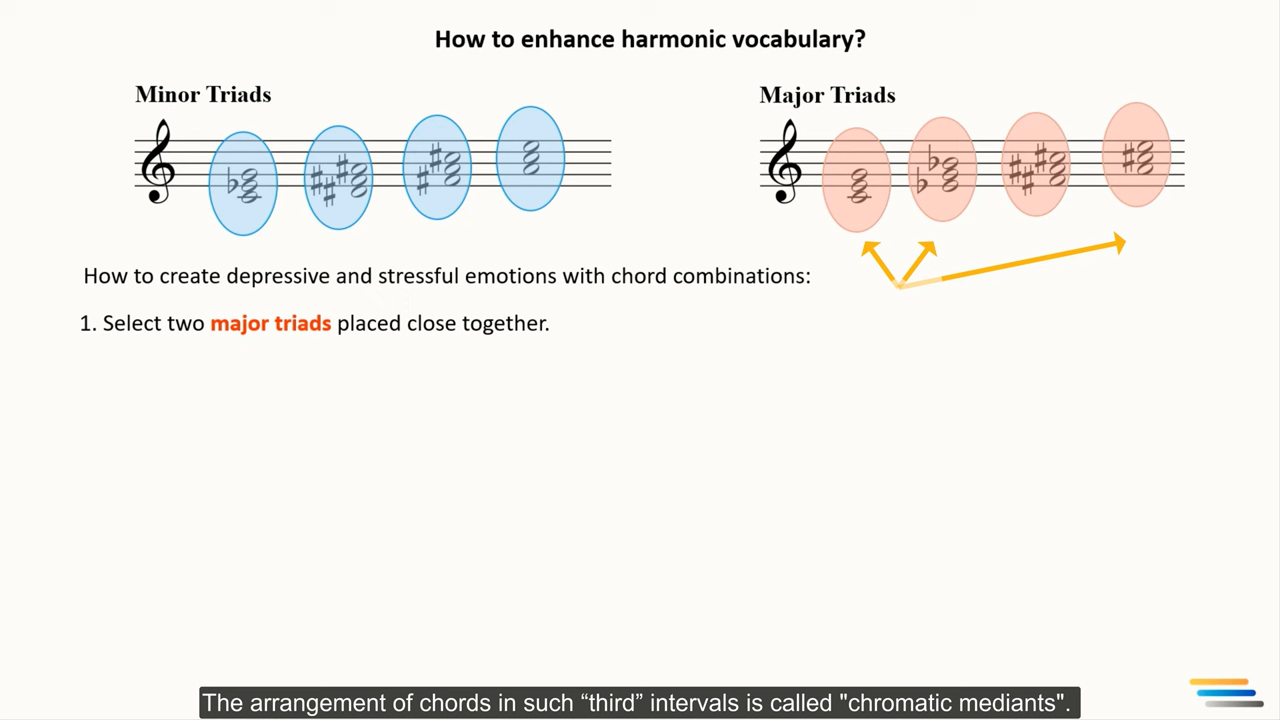 How to enhance harmonic vocabulary?
Minor Triads
Major Triads
How to create depressive and stressful emotions with chord combinations:
1. Select two major triads placed close together.
The arrangement of chords in such “third” intervals is called "chromatic mediants".